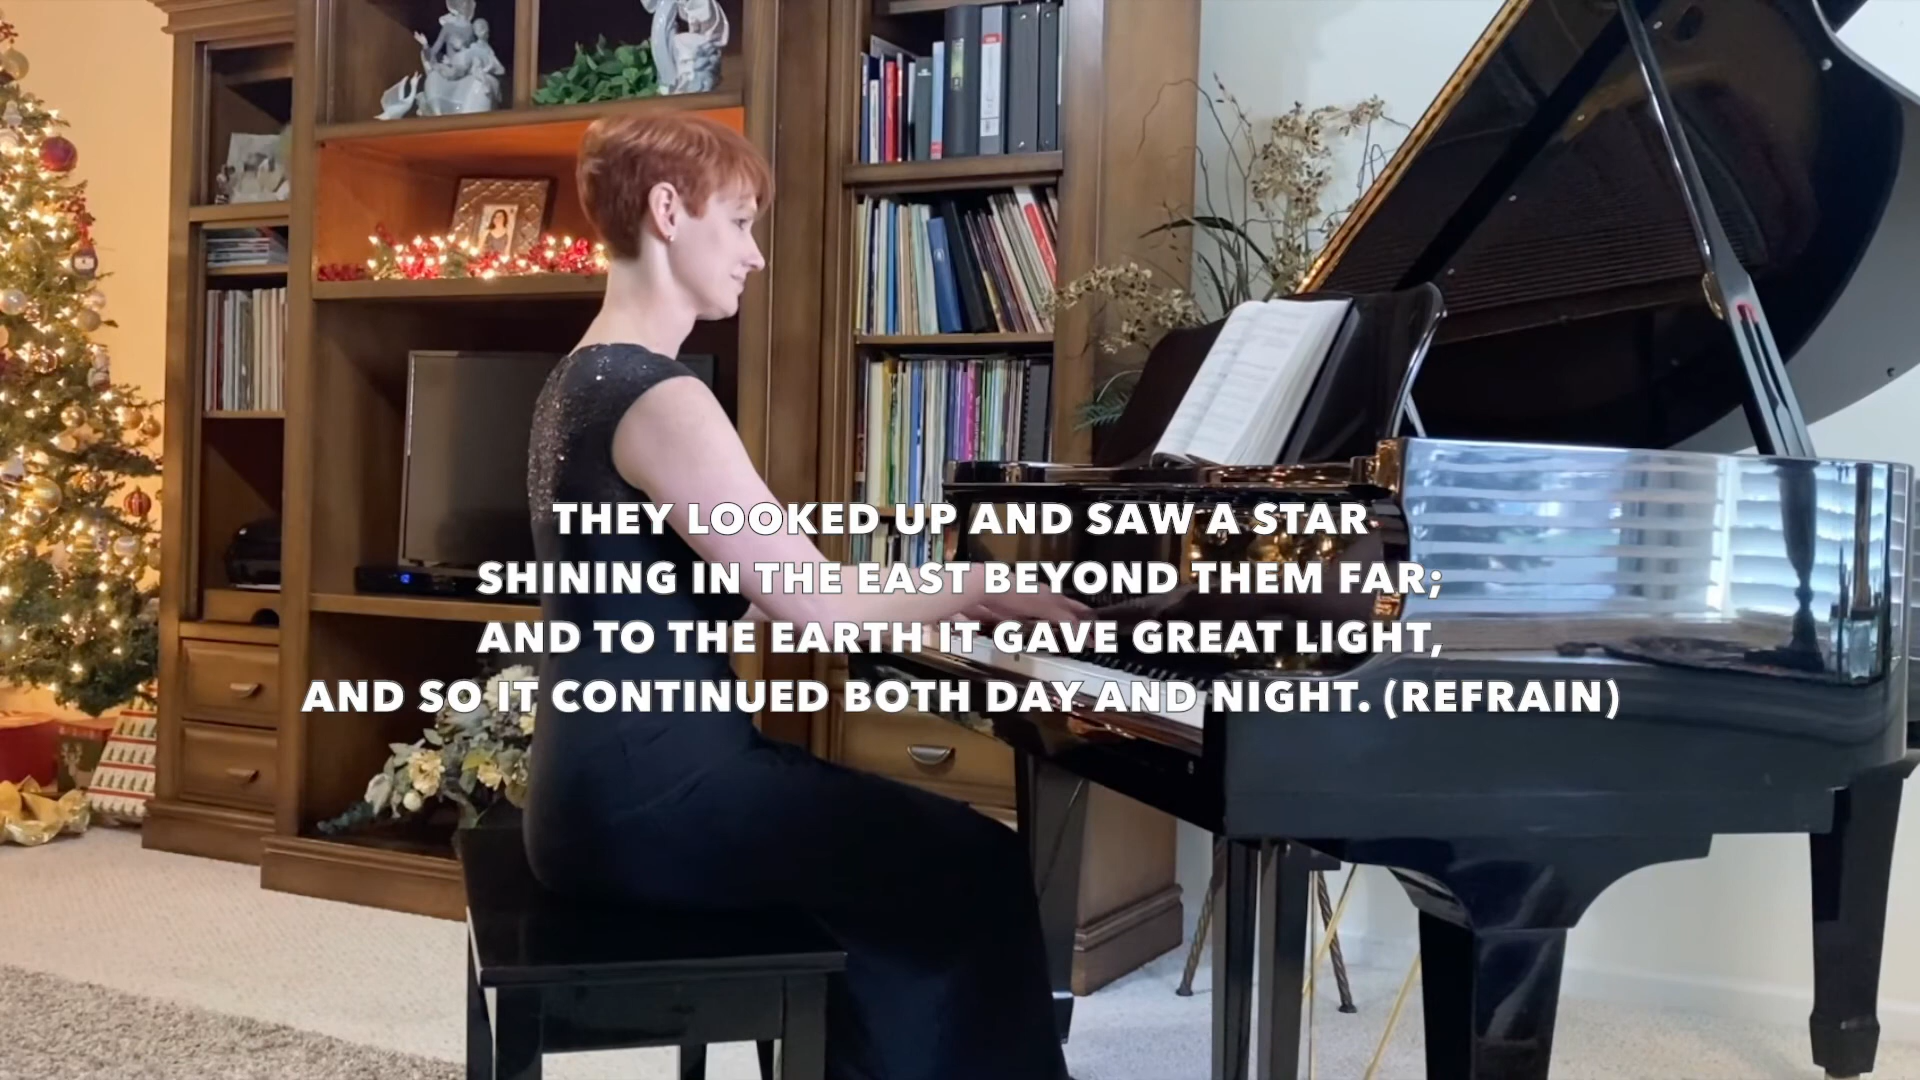 THEY LOOKED UP AND SAW A STAR
SHINING IN THE EAST BEYOND THEM FAR;
AND TO THE EARTH IT GAVE GREAT LIGHT,
AND SO IT CONTINUED BOTH DAY AND NIGHT. (REFRAIN)